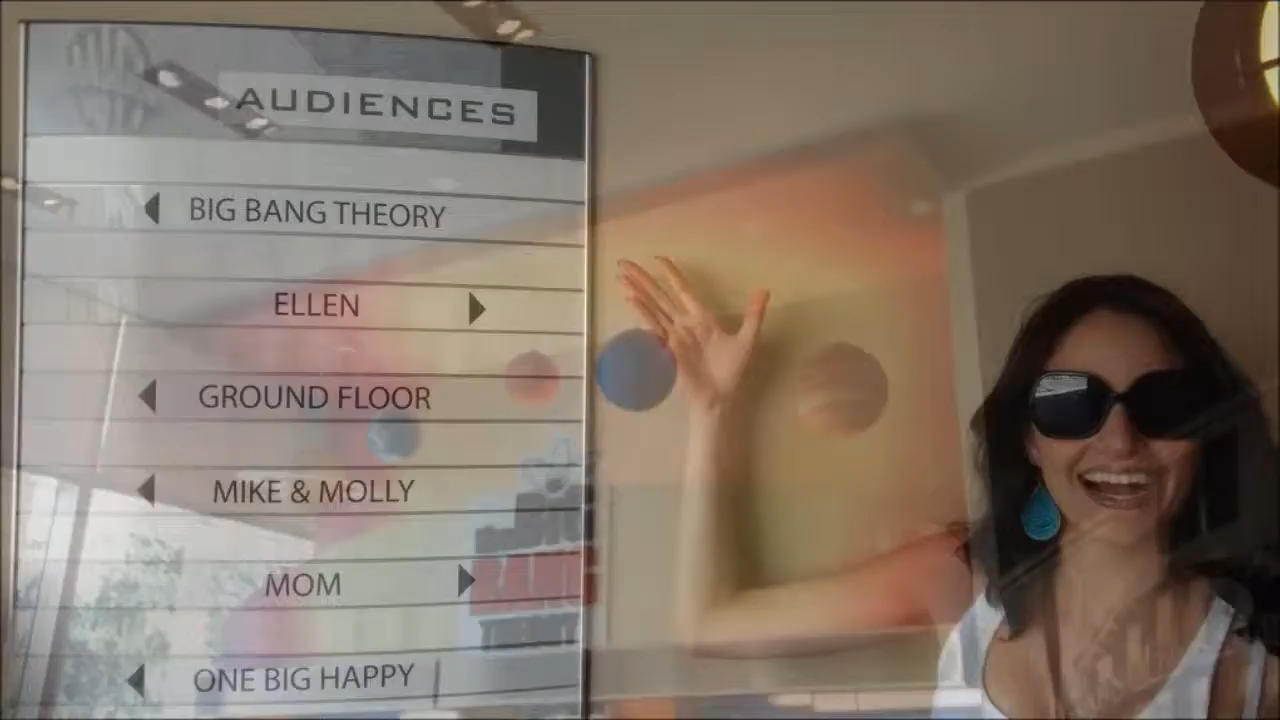 AUDIENCES
BIG BANG THEORY
ELLEN
GROUND FLOOR
MIKE & MOLLY
MOM
ONE BIG HAPPY